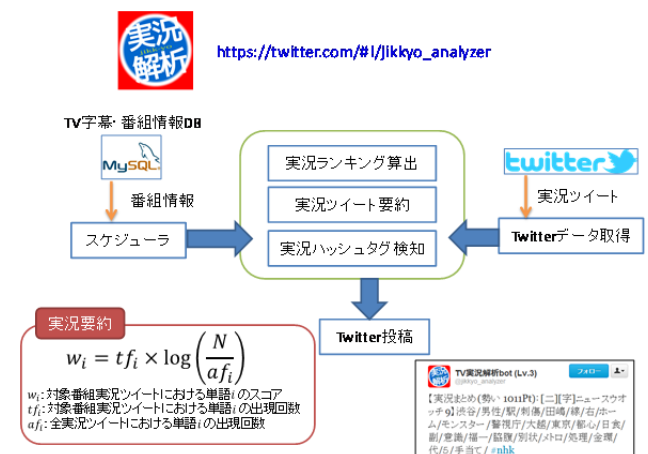 実況
解析
https://twitter.com/#!/jikkyo_analyzer
TV字幕・番組情報DB
MySQL
番組情報
スケジューラ
実況ランキング算出
実況ツイート要約
実況ハッシュタグ検知
twitter
実況ツイート
Twitterデータ取得
Twitter投稿
実況要約
w_i = tf_i × log(N/af_i)
w_i:対象番組実況ツイートにおける単語iのスコア
tf_i:対象番組実況ツイートにおける単語iの出現回数
af_i:全実況ツイートにおける単語iの出現回数
TV実況解析bot (Lv.3)
@jikkyo_analyzer
フォロー
【実況まとめ(勢い 1011Pt):[二][字]ニュースウオ
ッチ9]渋谷/男性/駅/刺傷/田嶋/縁/右/ホー
ム/モンスター/警視庁/大越/東京/都心/日食/
副/意識/福一/脇腹/別状/メトロ/処理/金環/
代/5/手当て/ #nhk